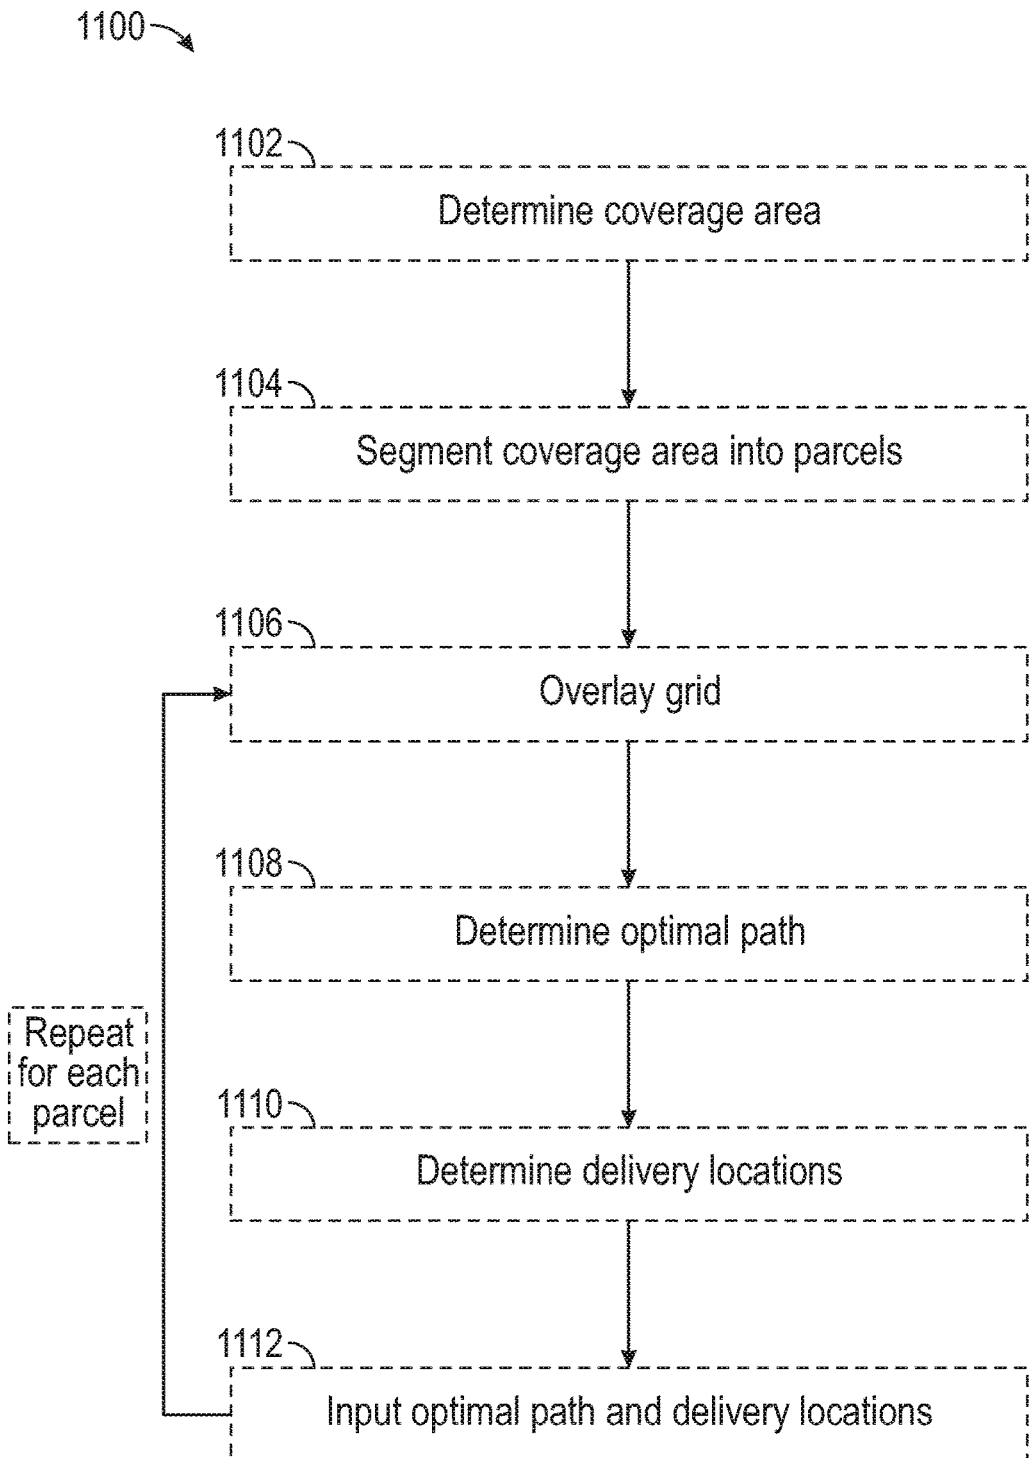 1100
1102
Determine coverage area
1104
Segment coverage area into parcels
1106
Overlay grid
1108
Determine optimal path
Repeat
for each
parcel
1110
Determine delivery locations
1112
Input optimal path and delivery locations